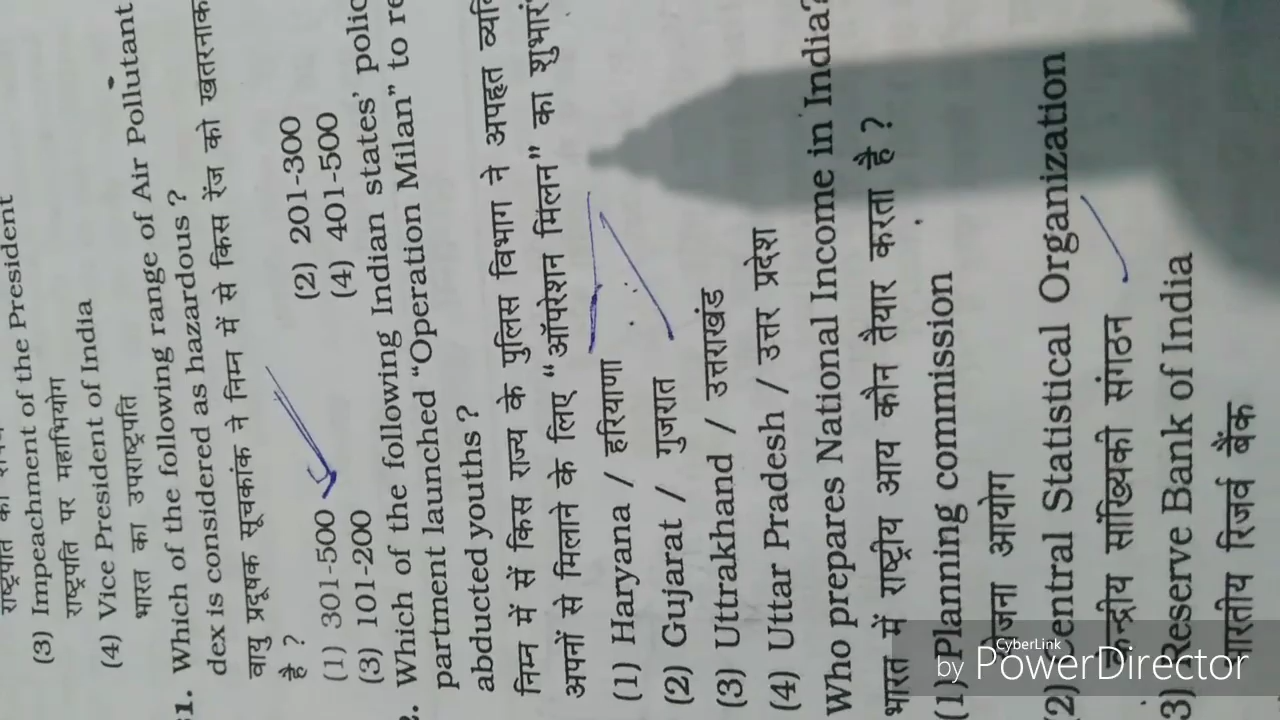 (3) Impeachment of the President
राष्ट्रपति पर महाभियोग
(4) Vice President of India
भारत का उपराष्ट्रपति
31. Which of the following range of Air Pollutant
dex is considered as hazardous ?
वायु प्रदूषक सूचकांक ने निम्न में से किस रेंज को खतरनाक
है ?
(1) 301-500 (2) 201-300
(3) 101-200 (4) 401-500
Which of the following Indian states' polic
partment launched "Operation Milan" to re
abducted youths ?
निम्न में सें किस राज्य के पुलिस विभाग ने अपहृत
अपनों से मिलाने के लिए "ऑपरेशन मिलन" का
(1) Haryana / हरियाणा
(2) Gujarat / गुजरात
(3) Uttrakhand / उत्तराखंड
(4) Uttar Pradesh / उत्तर प्रदेश
Who prepares National Income in India?
भारत में राष्ट्रीय आय कौन तैयार करता है ?
(1) Planning commission
योजना आयोग
(2) Central Statistical Organization
केन्द्रीय सांख्यिकी संगठन
3) Reserve Bank of India
भारतीय रिजर्व बैंक
by CyberLink PowerDirector